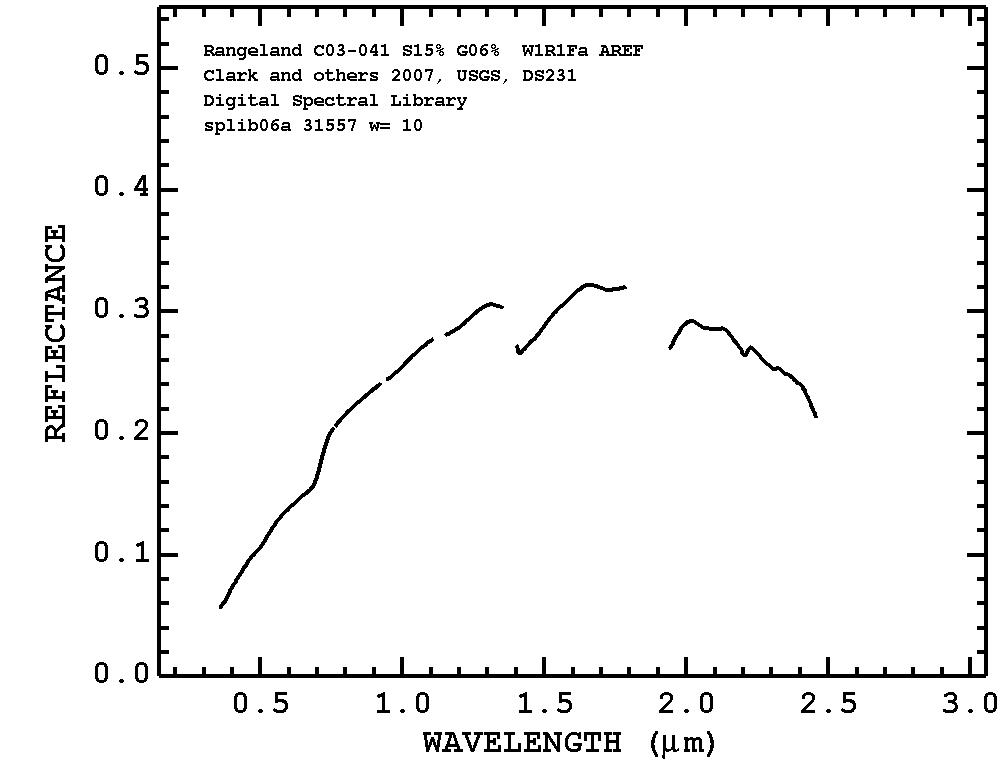 Rangeland C03-041 S15% G06%  W1R1Fa AREF
Clark and others 2007, USGS, DS231
Digital Spectral Library
splib06a 31557 w= 10
0.5
0.4
0.3
0.2
0.1
0.0
REFLECTANCE
0.5 1.0 1.5 2.0 2.5 3.0
WAVELENGTH (μm)